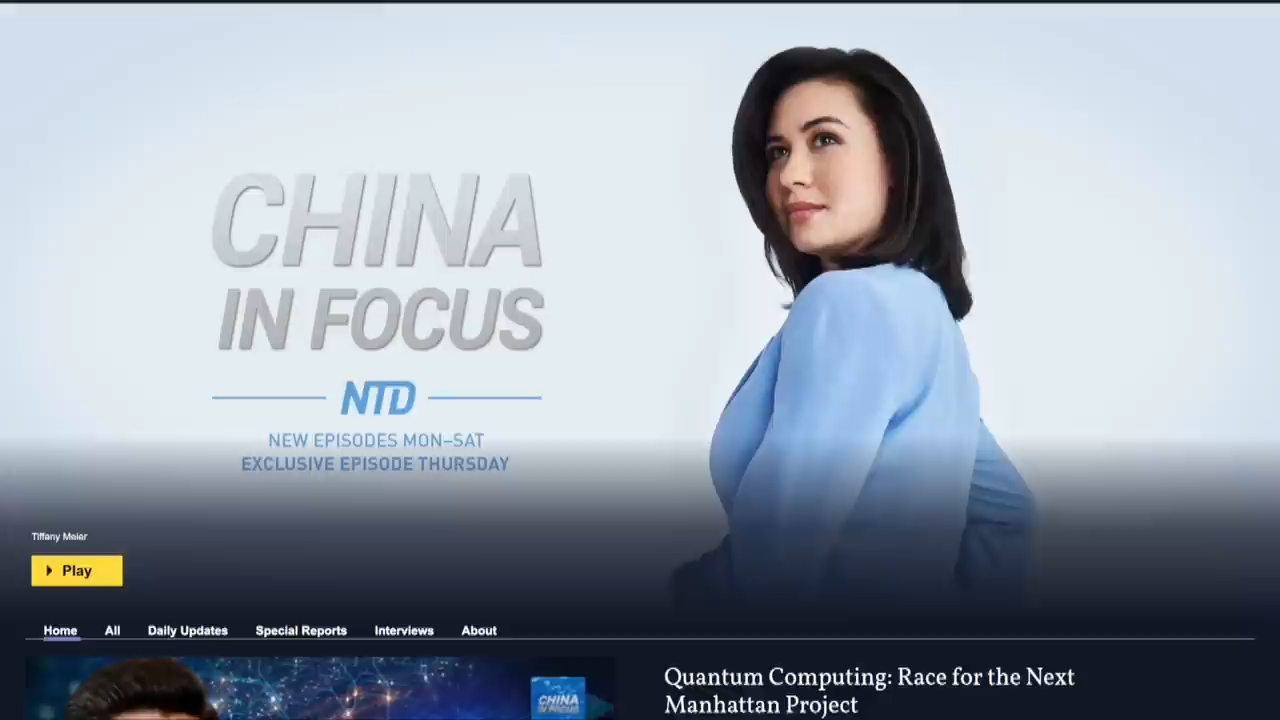 CHINA
IN FOCUS
NTD
NEW EPISODES MON–SAT
EXCLUSIVE EPISODE THURSDAY
Tiffany Meier
Play
Home All Daily Updates Special Reports Interviews About
CHINA
IN FOCUS
Quantum Computing: Race for the Next
Manhattan Project